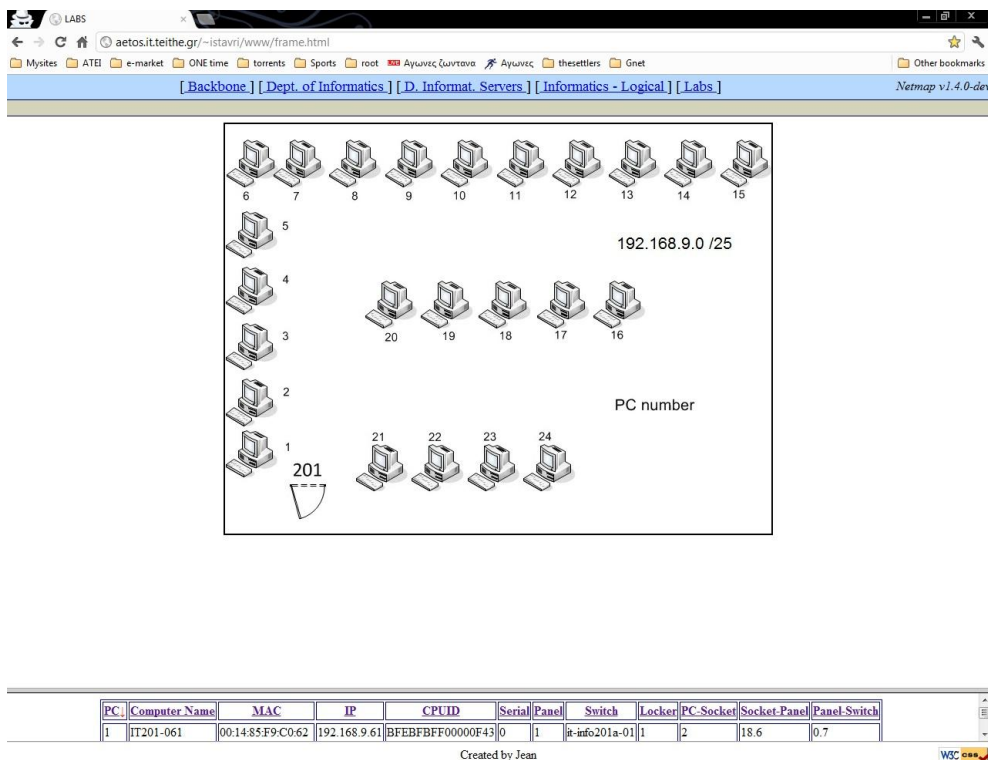 LABS
aetos.it.teithe.gr/~istavri/www/frame.html
Mysites ATEI e-market ONE time torrents Sports root LIVE Αγωνες ζωντανα Αγωνες thesettlers Gnet Other bookmarks
[ Backbone ] [ Dept. of Informatics ] [ D. Informat. Servers ] [ Informatics - Logical ] [ Labs ] Netmap v1.4.0-dev
6 7 8 9 10 11 12 13 14 15
5
192.168.9.0 /25
4
20 19 18 17 16
3
2
PC number
21 22 23 24
1
201
PC Computer Name MAC IP CPUID Serial Panel Switch Locker PC-Socket Socket-Panel Panel-Switch
1 IT201-061 00:14:85:F9:C0:62 192.168.9.61 BFEBFBFF00000F43 0 1 it-info201a-01 1 2 18.6 0.7
Created by Jean W3C css